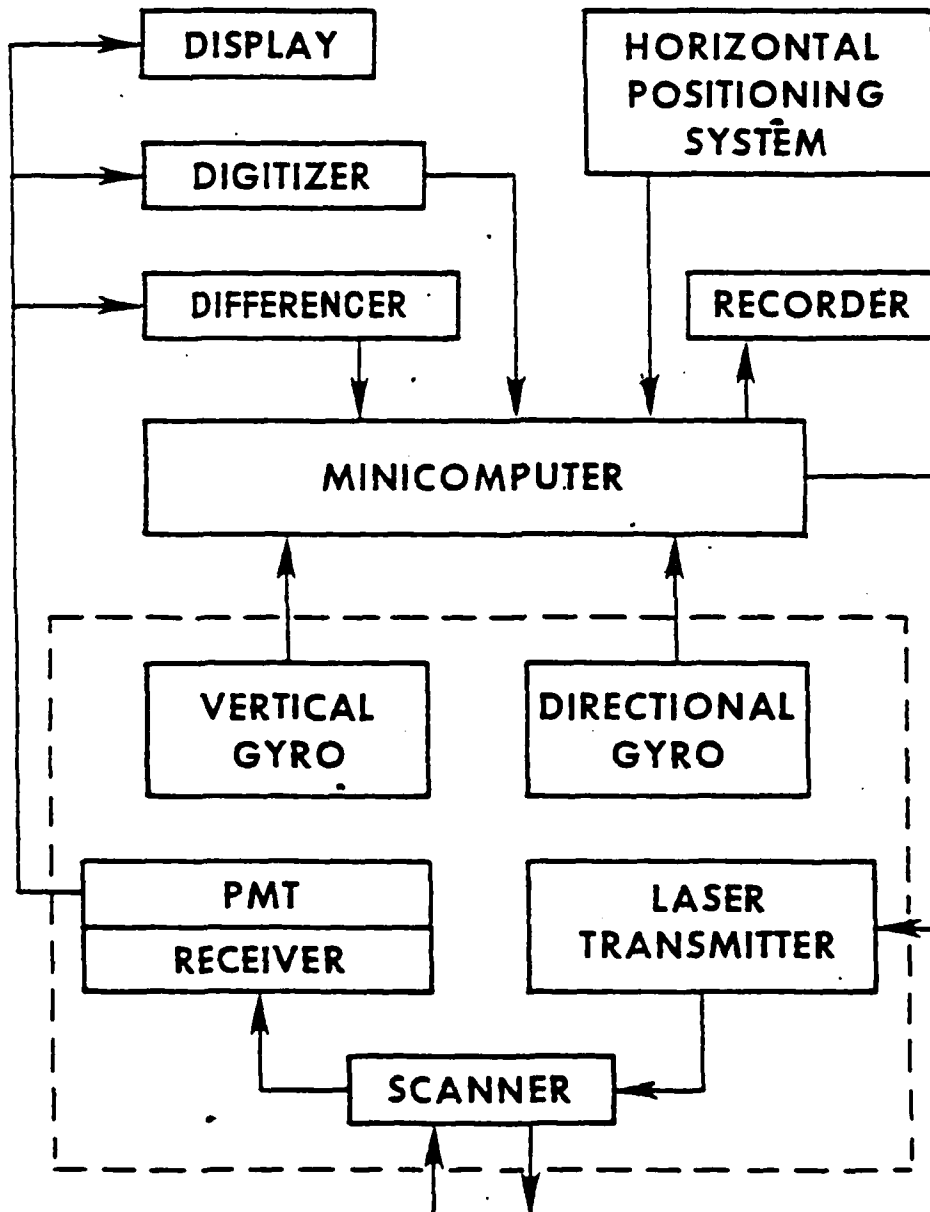 DISPLAY
HORIZONTAL
POSITIONING
SYSTEM
DIGITIZER
DIFFERENCER
RECORDER
MINICOMPUTER
VERTICAL
GYRO
DIRECTIONAL
GYRO
PMT
RECEIVER
LASER
TRANSMITTER
SCANNER